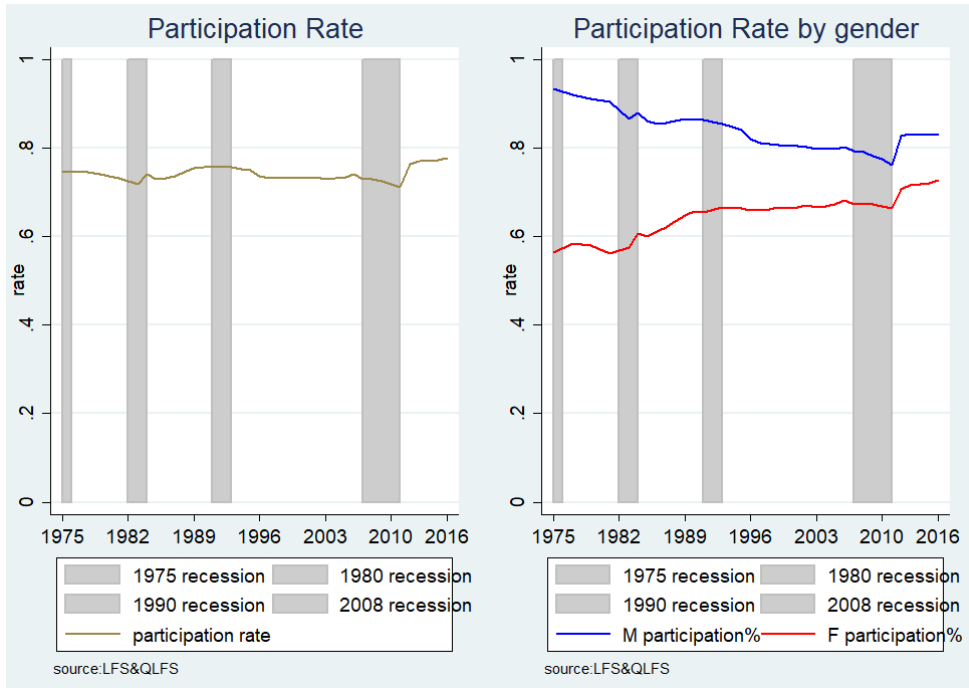 Participation Rate
1
.8
.6
.4
.2
0
rate
1975 1982 1989 1996 2003 2010 2016
1975 recession 1980 recession
1990 recession 2008 recession
participation rate
source:LFS&QLFS
Participation Rate by gender
1
.8
.6
.4
.2
0
rate
1975 1982 1989 1996 2003 2010 2016
1975 recession 1980 recession
1990 recession 2008 recession
M participation% F participation%
source:LFS&QLFS